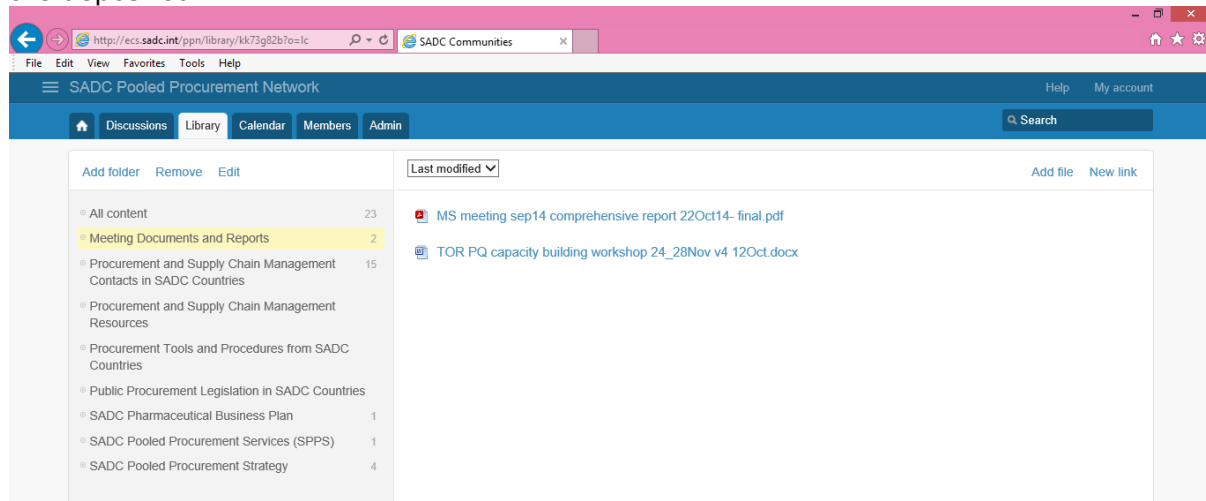 http://ecs.sadc.int/ppn/library/kk73g82b?o=lc
SADC Communities
File Edit View Favorites Tools Help
SADC Pooled Procurement Network
Help My account
Discussions Library Calendar Members Admin
Search
Add folder Remove Edit
Last modified
Add file New link
All content 23
Meeting Documents and Reports 2
Procurement and Supply Chain Management 15
Contacts in SADC Countries
Procurement and Supply Chain Management
Resources
Procurement Tools and Procedures from SADC
Countries
Public Procurement Legislation in SADC Countries
SADC Pharmaceutical Business Plan 1
SADC Pooled Procurement Services (SPPS) 1
SADC Pooled Procurement Strategy 4
MS meeting sep14 comprehensive report 22Oct14- final.pdf
TOR PQ capacity building workshop 24_28Nov v4 12Oct.docx